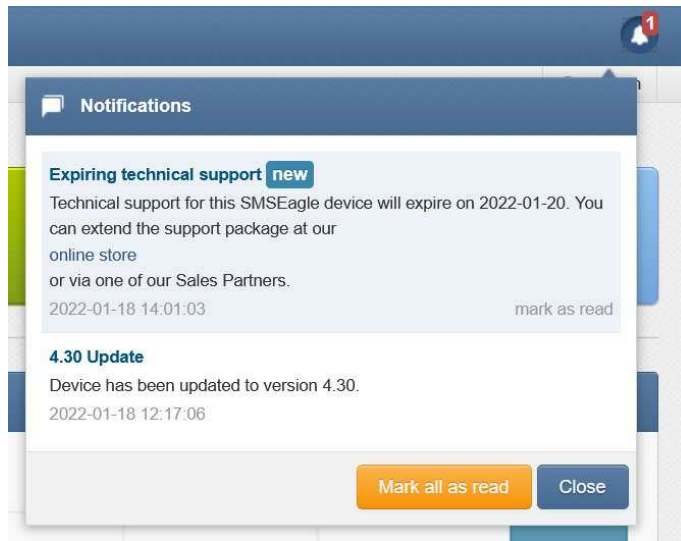 1
Notifications
Expiring technical support new
Technical support for this SMSEagle device will expire on 2022-01-20. You
can extend the support package at our
online store
or via one of our Sales Partners.
2022-01-18 14:01:03 mark as read
4.30 Update
Device has been updated to version 4.30.
2022-01-18 12:17:06
Mark all as read Close